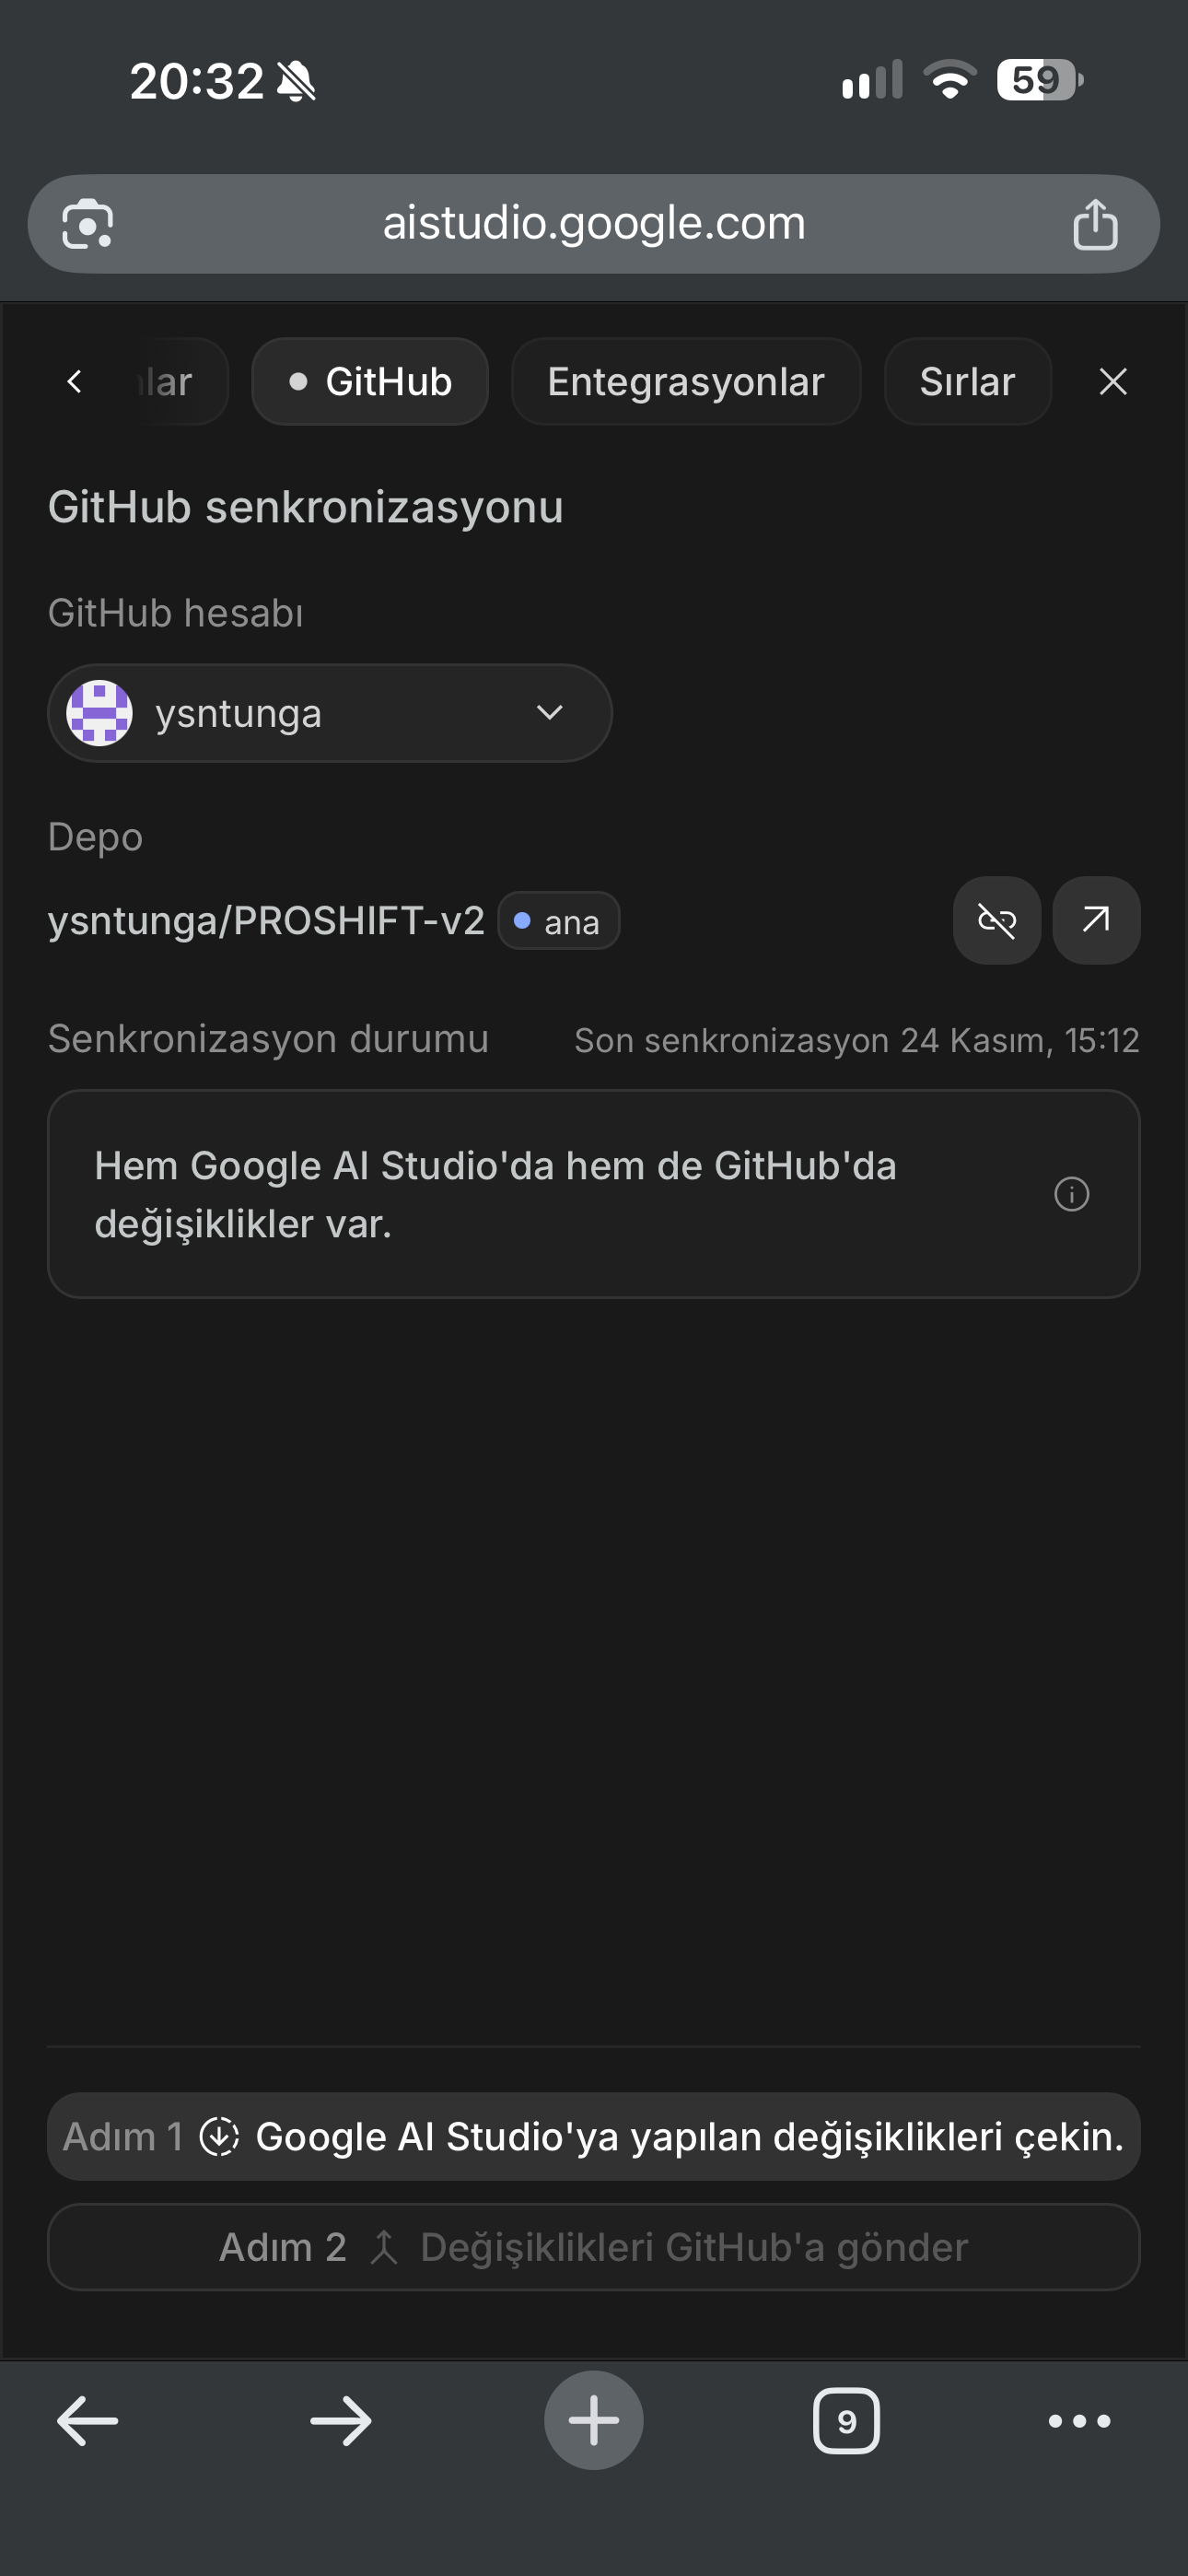 20:32
59
aistudio.google.com
GitHub
Entegrasyonlar
Sırlar
GitHub senkronizasyonu
GitHub hesabı
ysntunga
Depo
ysntunga/PROSHIFT-v2 ana
Senkronizasyon durumu Son senkronizasyon 24 Kasım, 15:12
Hem Google AI Studio'da hem de GitHub'da
değişiklikler var.
Adım 1 Google AI Studio'ya yapılan değişiklikleri çekin.
Adım 2 Değişiklikleri GitHub'a gönder
9